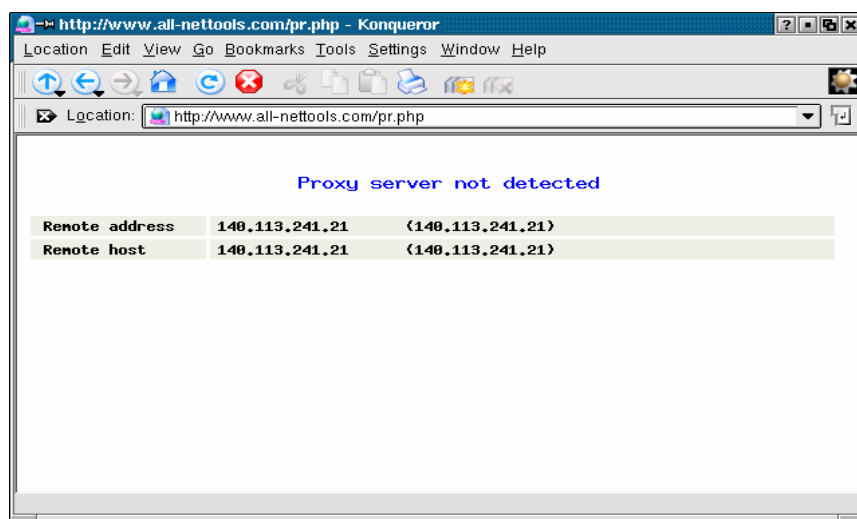 http://www.all-nettools.com/pr.php - Konqueror
Location Edit View Go Bookmarks Tools Settings Window Help
Location: http://www.all-nettools.com/pr.php
Proxy server not detected
Remote address 140.113.241.21 (140.113.241.21)
Remote host 140.113.241.21 (140.113.241.21)